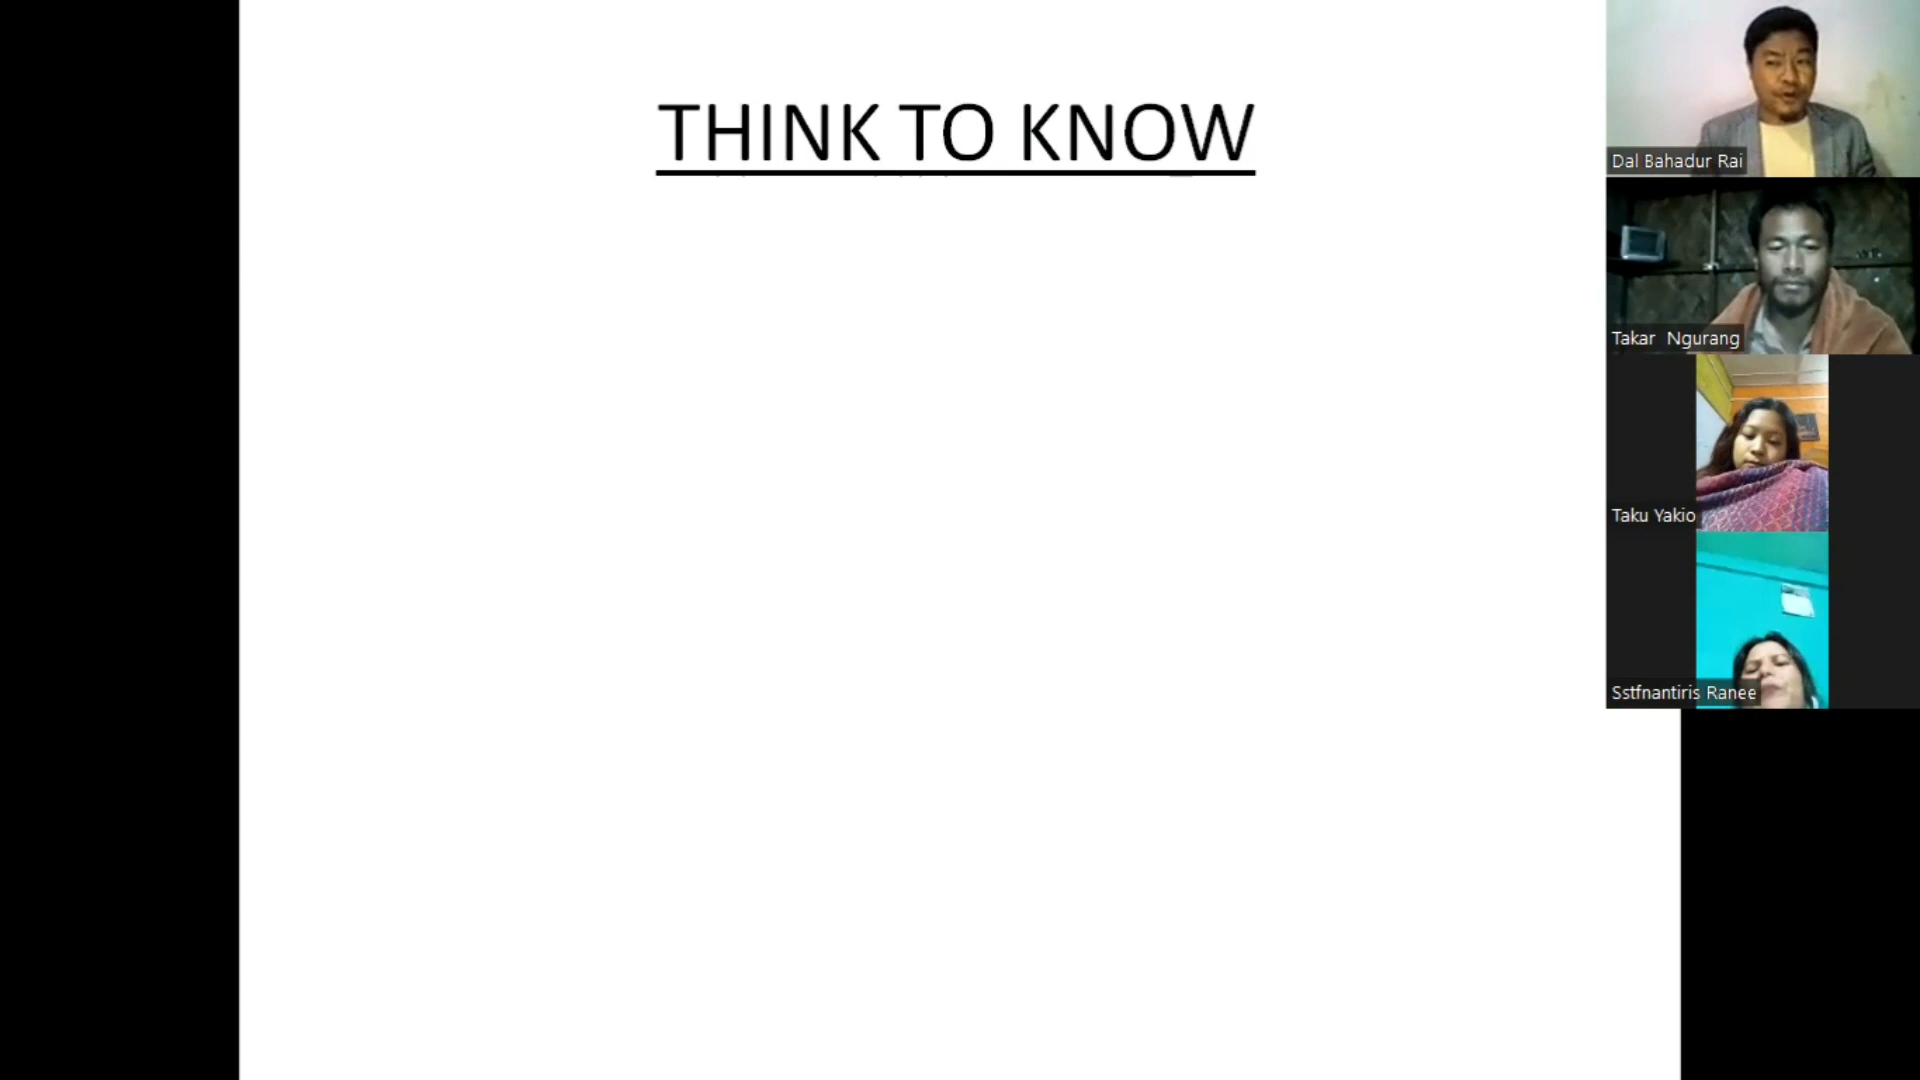 THINK TO KNOW
Dal Bahadur Rai
Takar Ngurang
Taku Yakio
Sstfnantiris Ranee